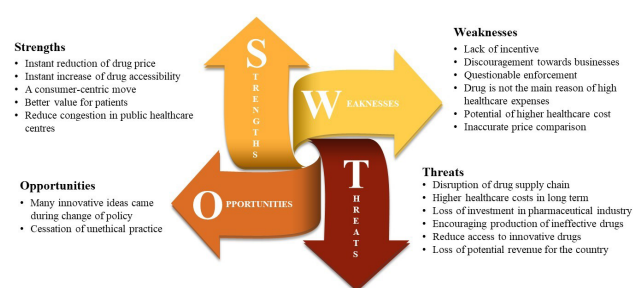 Strengths
• Instant reduction of drug price
• Instant increase of drug accessibility
• A consumer-centric move
• Better value for patients
• Reduce congestion in public healthcare
centres
STRENGTHS
Weaknesses
• Lack of incentive
• Discouragement towards businesses
• Questionable enforcement
• Drug is not the main reason of high
healthcare expenses
• Potential of higher healthcare cost
• Inaccurate price comparison
WEAKNESSES
Opportunities
• Many innovative ideas came
during change of policy
• Cessation of unethical practice
OPPORTUNITIES
Threats
• Disruption of drug supply chain
• Higher healthcare costs in long term
• Loss of investment in pharmaceutical industry
• Encouraging production of ineffective drugs
• Reduce access to innovative drugs
• Loss of potential revenue for the country
THREATS